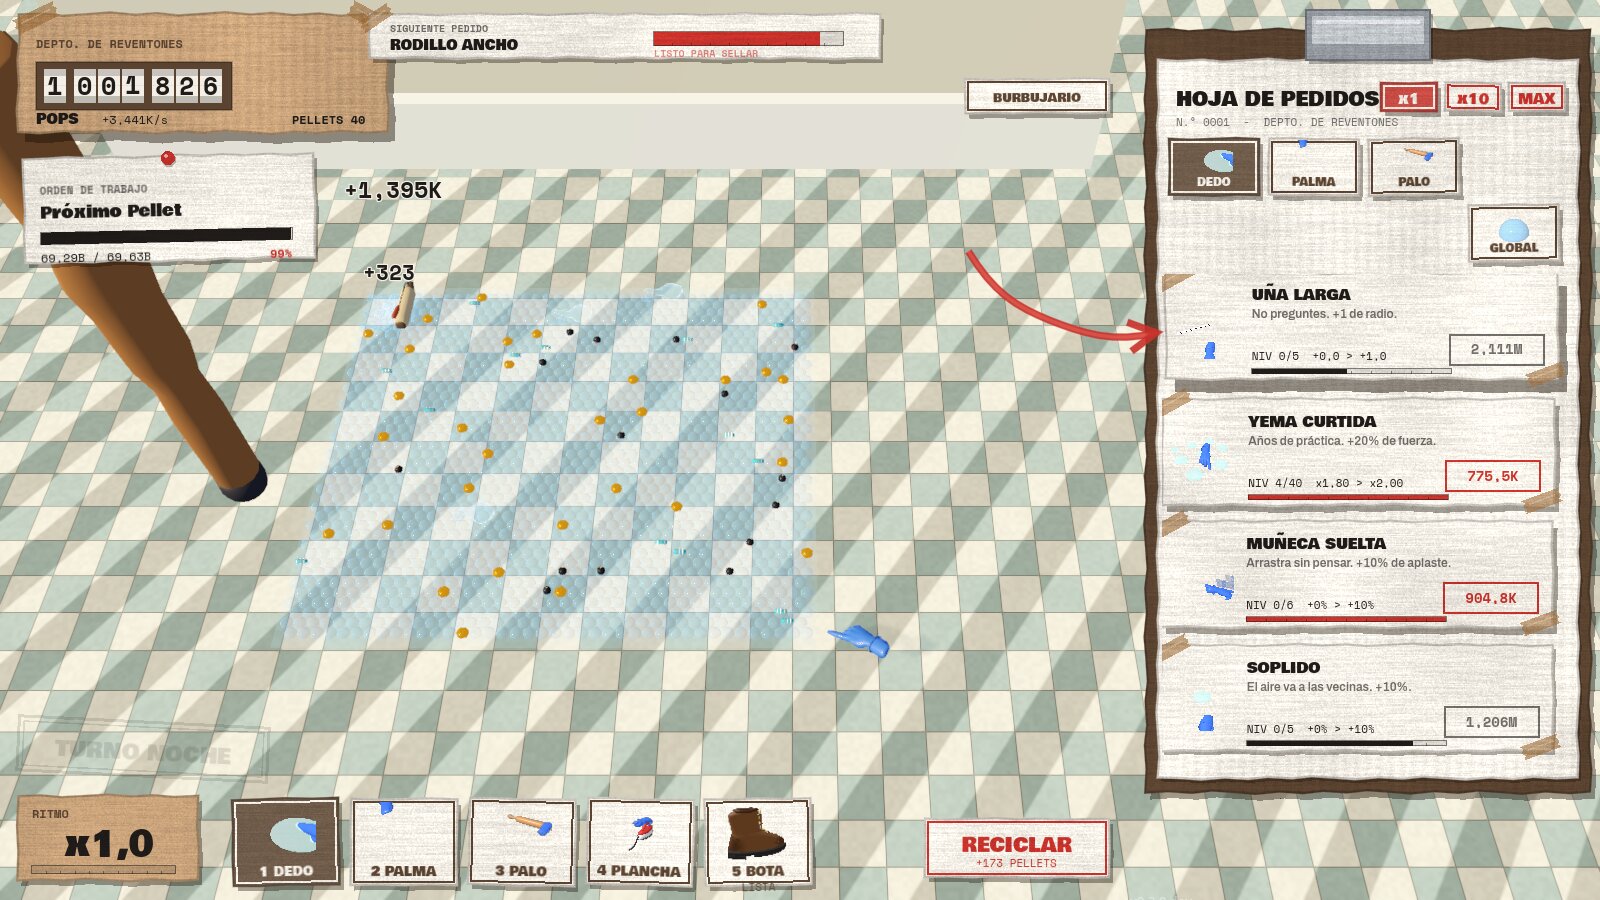 DEPTO. DE REVENTONES
1 001 826
POPS +3,441K/s PELLETS 40
SIGUIENTE PEDIDO
RODILLO ANCHO
LISTO PARA SELLAR
BURBUJARIO
ORDEN DE TRABAJO
Próximo Pellet
69,29B / 69,63B 99%
+1,395K
+323
HOJA DE PEDIDOS x1 x10 MAX
N.° 0001 - DEPTO. DE REVENTONES
DEDO PALMA PALO
GLOBAL
UÑA LARGA
No preguntes. +1 de radio.
NIV 0/5 +0,0 > +1,0 2,111M
YEMA CURTIDA
Años de práctica. +20% de fuerza.
NIV 4/40 x1,80 > x2,00 775,5K
MUÑECA SUELTA
Arrastra sin pensar. +10% de aplaste.
NIV 0/6 +0% > +10% 904,8K
SOPLIDO
El aire va a las vecinas. +10%.
NIV 0/5 +0% > +10% 1,206M
TURNO NOCHE
RITMO
x1,0
1 DEDO 2 PALMA 3 PALO 4 PLANCHA 5 BOTA
LISTA
RECICLAR
+173 PELLETS